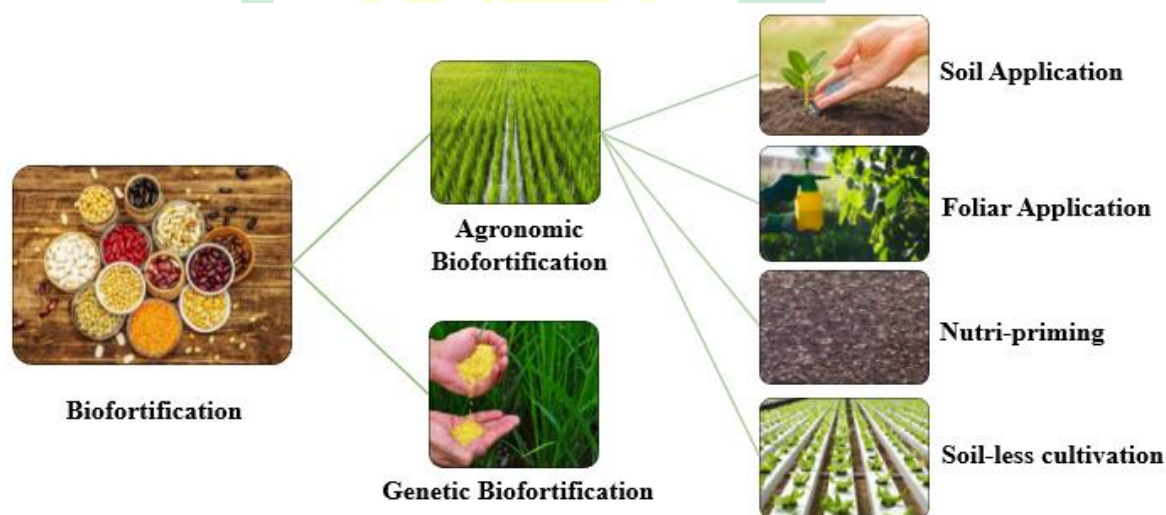 Biofortification
Agronomic
Biofortification
Genetic Biofortification
Soil Application
Foliar Application
Nutri-priming
Soil-less cultivation